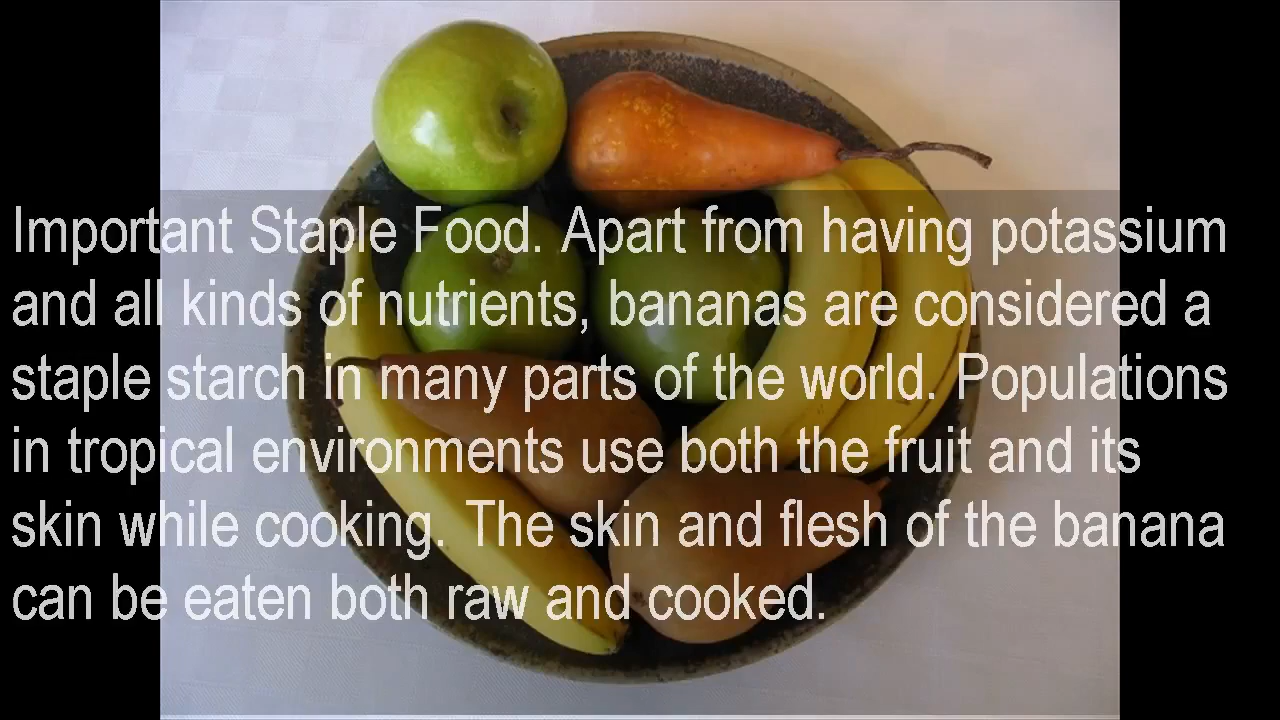 Important Staple Food. Apart from having potassium
and all kinds of nutrients, bananas are considered a
staple starch in many parts of the world. Populations
in tropical environments use both the fruit and its
skin while cooking. The skin and flesh of the banana
can be eaten both raw and cooked.